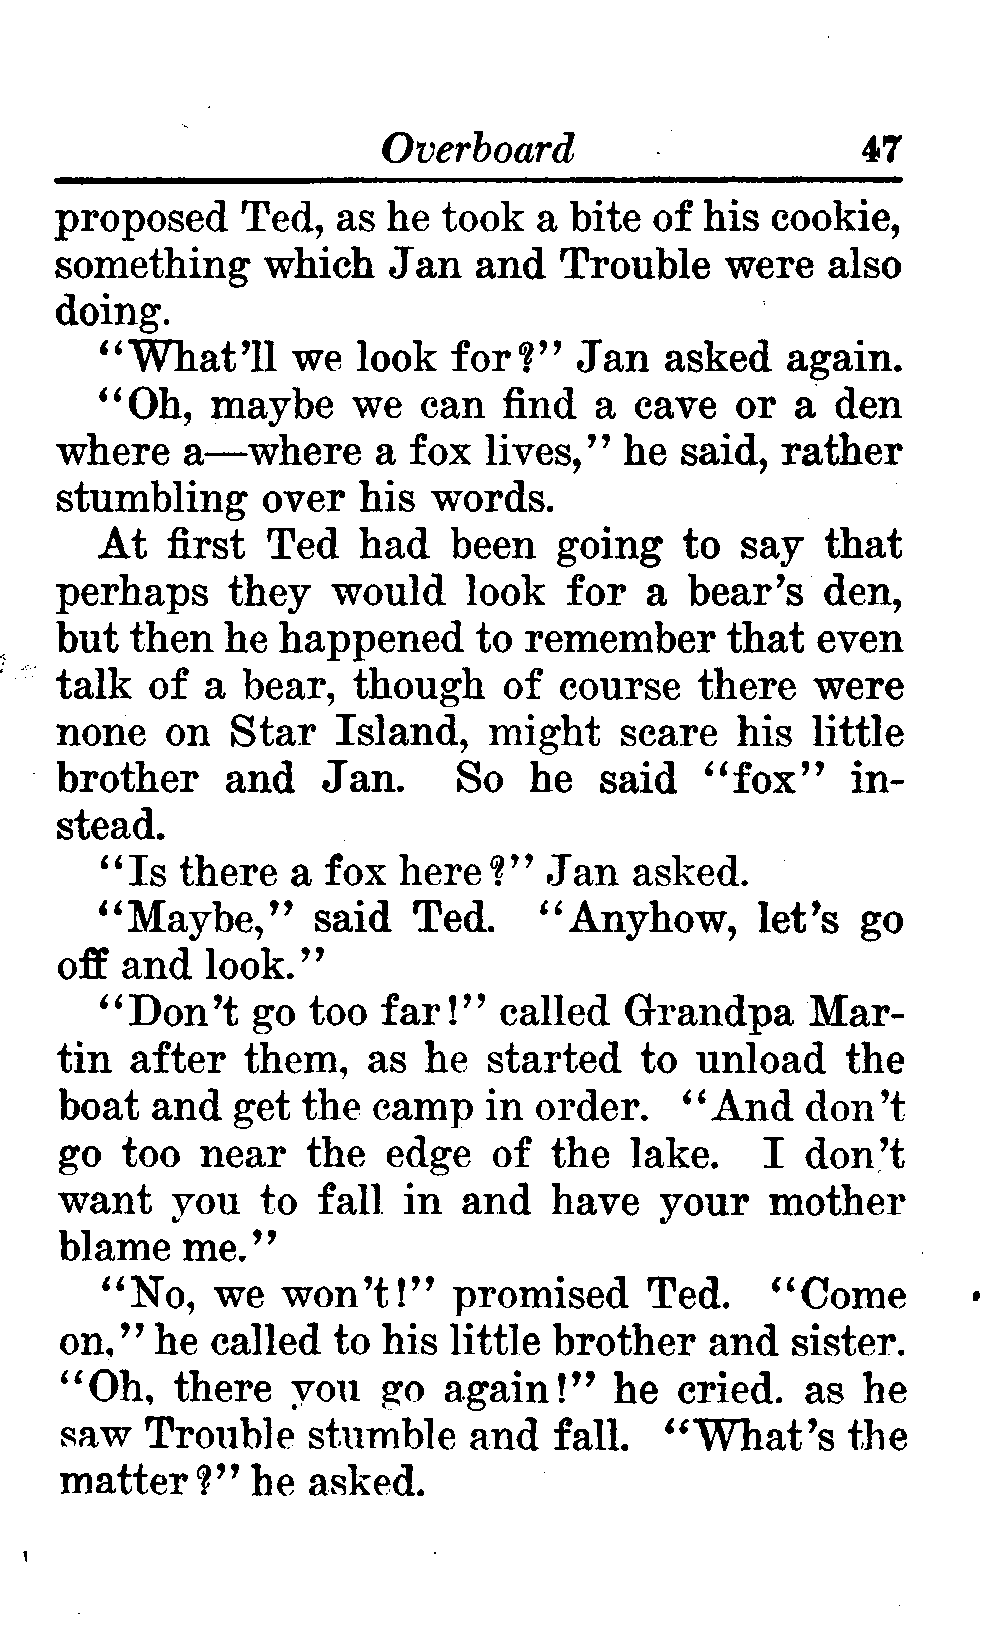 Overboard 47
proposed Ted, as he took a bite of his cookie,
something which Jan and Trouble were also
doing.
“What’ll we look for?” Jan asked again.
“Oh, maybe we can find a cave or a den
where a—where a fox lives,” he said, rather
stumbling over his words.
At first Ted had been going to say that
perhaps they would look for a bear’s den,
but then he happened to remember that even
talk of a bear, though of course there were
none on Star Island, might scare his little
brother and Jan. So he said “fox” in-
stead.
“Is there a fox here?” Jan asked.
“Maybe,” said Ted. “Anyhow, let’s go
off and look.”
“Don’t go too far!” called Grandpa Mar-
tin after them, as he started to unload the
boat and get the camp in order. “And don’t
go too near the edge of the lake. I don’t
want you to fall in and have your mother
blame me.”
“No, we won’t!” promised Ted. “Come
on,” he called to his little brother and sister.
“Oh, there you go again!” he cried. as he
saw Trouble stumble and fall. “What’s the
matter?” he asked.